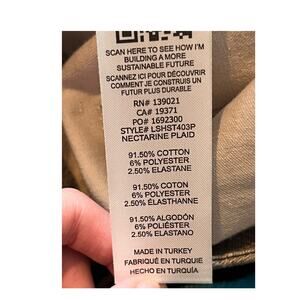 SCAN HERE TO SEE HOW I'M
BUILDING A MORE
SUSTAINABLE FUTURE
SCANNEZ ICI POUR DÉCOUVRIR
COMMENT JE CONSTRUIS UN
FUTUR PLUS DURABLE
RN# 139021
CA# 19371
PO# 1692300
STYLE# LSHST403P
NECTARINE PLAID
91.50% COTTON
6% POLYESTER
2.50% ELASTANE
91.50% COTON
6% POLYESTER
2.50% ÉLASTHANNE
91.50% ALGODÓN
6% POLIÉSTER
2.50% ELASTANO
MADE IN TURKEY
FABRIQUÉ EN TURQUIE
HECHO EN TURQUÍA